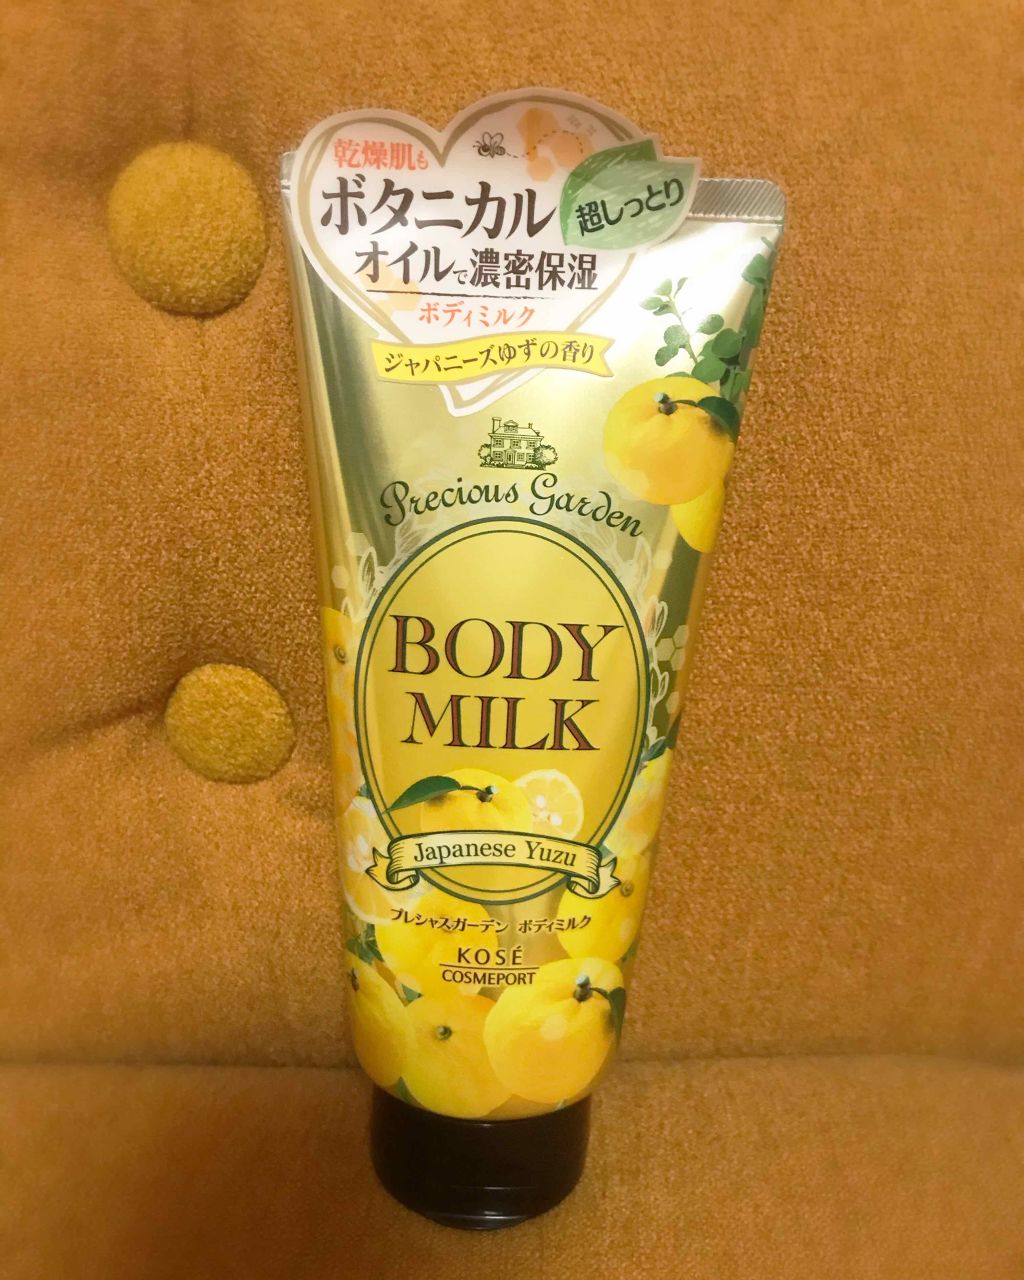 乾燥肌も
ボタニカル
超しっとり
オイルで濃密保湿
ボディミルク
ジャパニーズゆずの香り
Precious Garden
BODY
MILK
Japanese Yuzu
プレシャスガーデン ボディミルク
KOSÉ
COSMEPORT